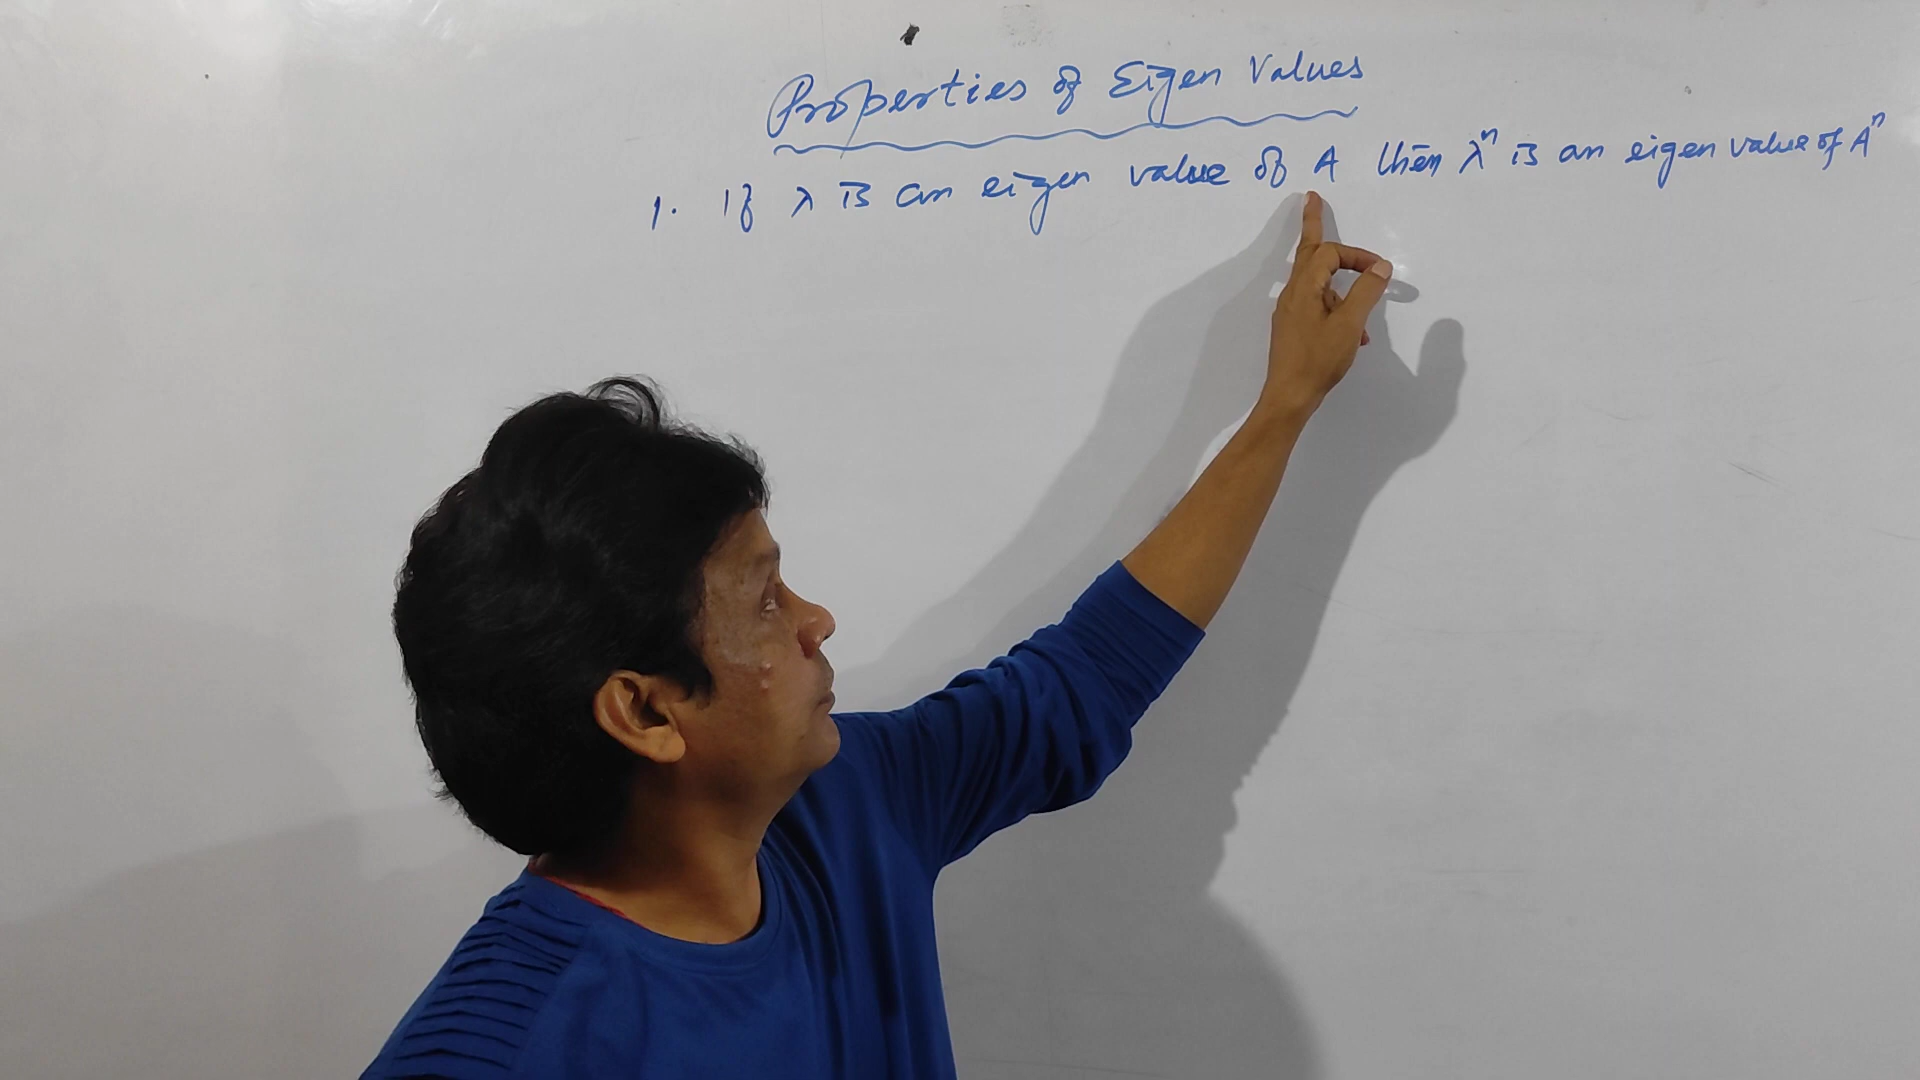 Properties of Eigen Values
1. If λ is an eigen value of A then λⁿ is an eigen value of Aⁿ